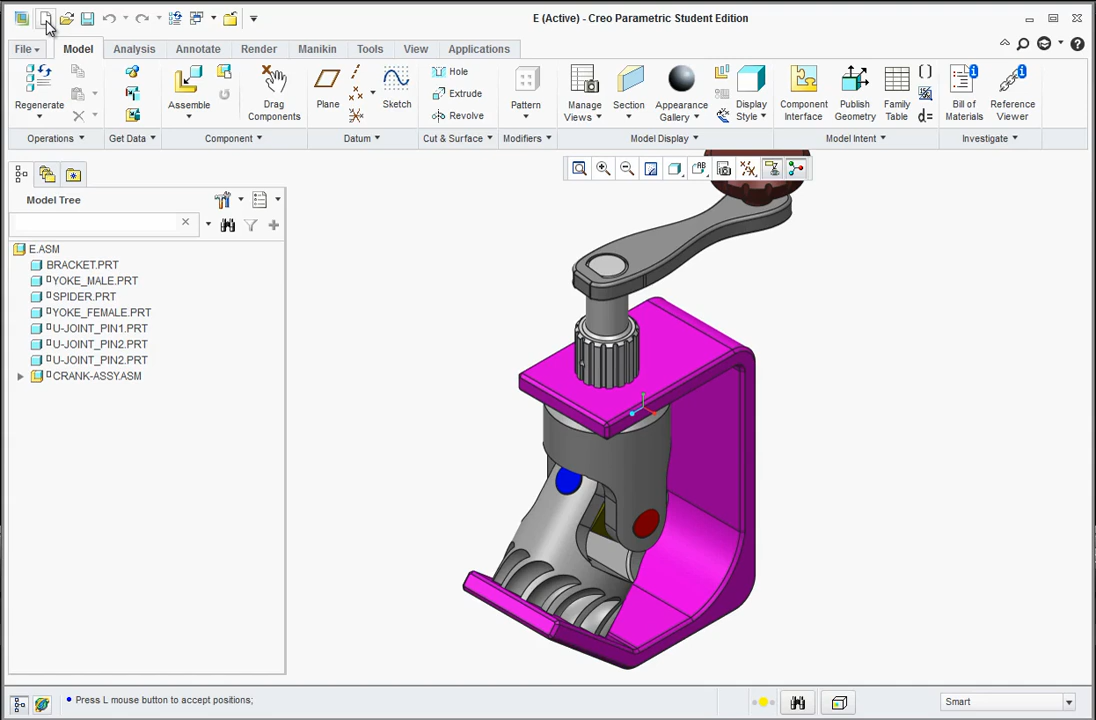 E (Active) - Creo Parametric Student Edition
File Model Analysis Annotate Render Manikin Tools View Applications
Regenerate
Assemble
Drag Components
Plane
Sketch
Hole
Extrude
Revolve
Pattern
Manage Views
Section
Appearance Gallery
Display Style
Component Interface
Publish Geometry
Family Table
d=
Bill of Materials
Reference Viewer
Operations Get Data Component Datum Cut & Surface Modifiers Model Display Model Intent Investigate
Model Tree
E.ASM
BRACKET.PRT
YOKE_MALE.PRT
SPIDER.PRT
YOKE_FEMALE.PRT
U-JOINT_PIN1.PRT
U-JOINT_PIN2.PRT
U-JOINT_PIN2.PRT
CRANK-ASSY.ASM
Press L mouse button to accept positions;
Smart